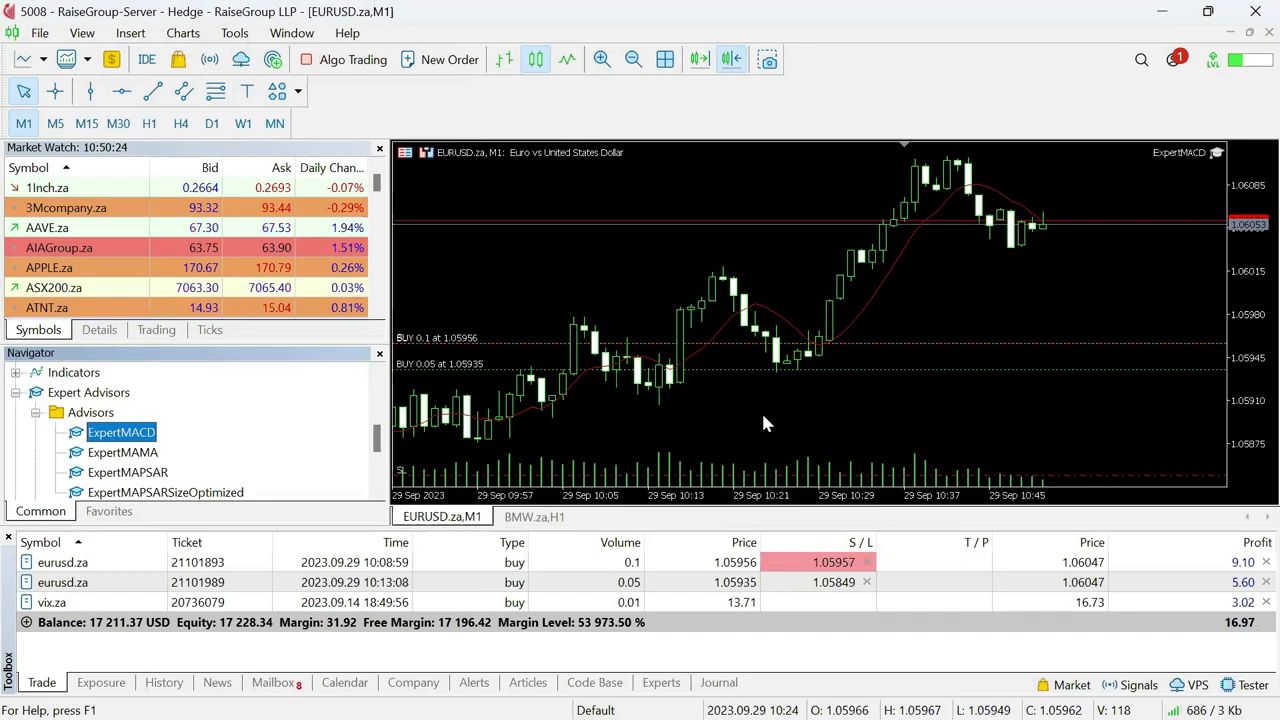 5008 - RaiseGroup-Server - Hedge - RaiseGroup LLP - [EURUSD.za,M1]
File View Insert Charts Tools Window Help
$ IDE Algo Trading New Order 1 LVL
T
M1 M5 M15 M30 H1 H4 D1 W1 MN
Market Watch: 10:50:24
Symbol Bid Ask Daily Chan...
1Inch.za 0.2664 0.2693 -0.07%
3Mcompany.za 93.32 93.44 -0.29%
AAVE.za 67.30 67.53 1.94%
AIAGroup.za 63.75 63.90 1.51%
APPLE.za 170.67 170.79 0.26%
ASX200.za 7063.30 7065.40 0.03%
ATNT.za 14.93 15.04 0.81%
Symbols Details Trading Ticks
Navigator
Indicators
Expert Advisors
Advisors
ExpertMACD
ExpertMAMA
ExpertMAPSAR
ExpertMAPSARSizeOptimized
Common Favorites
EURUSD.za, M1: Euro vs United States Dollar ExpertMACD
1.06085
1.06053
1.06015
1.05980
1.05945
1.05910
1.05875
BUY 0.1 at 1.05956
BUY 0.05 at 1.05935
SL
29 Sep 2023 29 Sep 09:57 29 Sep 10:05 29 Sep 10:13 29 Sep 10:21 29 Sep 10:29 29 Sep 10:37 29 Sep 10:45
EURUSD.za,M1 BMW.za,H1
Symbol Ticket Time Type Volume Price S / L T / P Price Profit
eurusd.za 21101893 2023.09.29 10:08:59 buy 0.1 1.05956 1.05957 1.06047 9.10
eurusd.za 21101989 2023.09.29 10:13:08 buy 0.05 1.05935 1.05849 1.06047 5.60
vix.za 20736079 2023.09.14 18:49:56 buy 0.01 13.71 16.73 3.02
Balance: 17 211.37 USD Equity: 17 228.34 Margin: 31.92 Free Margin: 17 196.42 Margin Level: 53 973.50 % 16.97
Toolbox
Trade Exposure History News Mailbox 8 Calendar Company Alerts Articles Code Base Experts Journal
Market Signals VPS Tester
For Help, press F1 Default 2023.09.29 10:24 O: 1.05966 H: 1.05967 L: 1.05949 C: 1.05962 V: 118 686 / 3 Kb